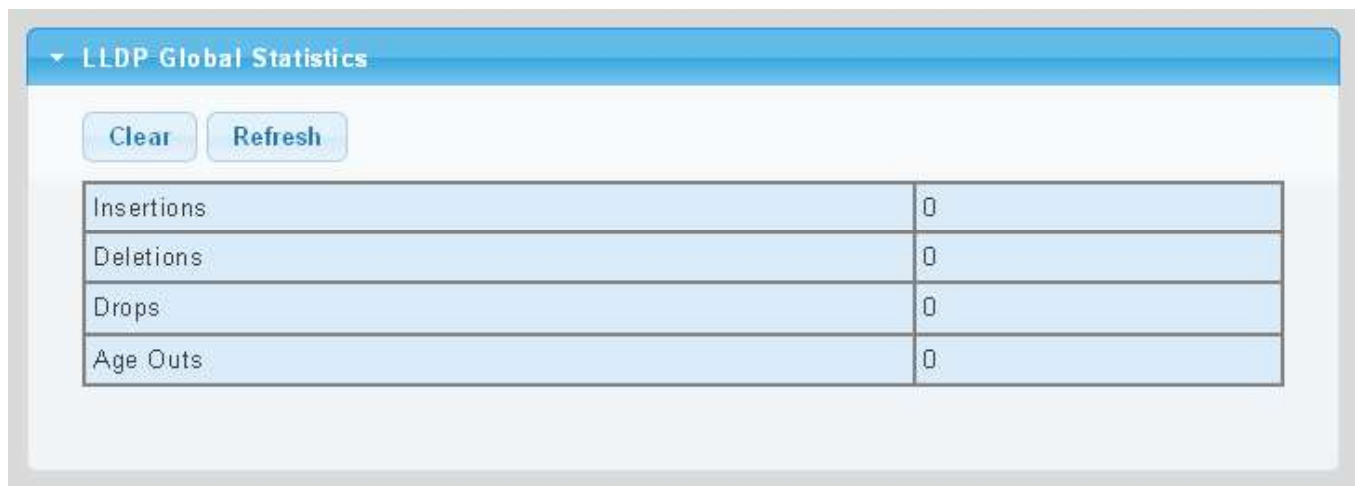 LLDP Global Statistics
Clear Refresh
Insertions 0
Deletions 0
Drops 0
Age Outs 0